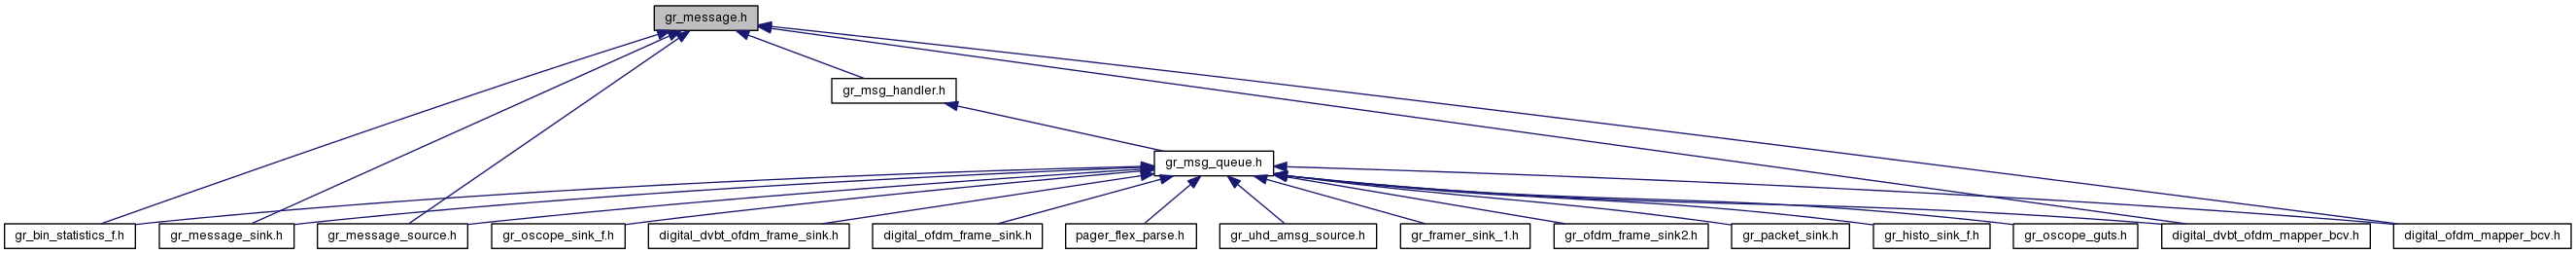 gr_message.h
gr_msg_handler.h
gr_msg_queue.h
gr_bin_statistics_f.h
gr_message_sink.h
gr_message_source.h
gr_oscope_sink_f.h
digital_dvbt_ofdm_frame_sink.h
digital_ofdm_frame_sink.h
pager_flex_parse.h
gr_uhd_amsg_source.h
gr_framer_sink_1.h
gr_ofdm_frame_sink2.h
gr_packet_sink.h
gr_histo_sink_f.h
gr_oscope_guts.h
digital_dvbt_ofdm_mapper_bcv.h
digital_ofdm_mapper_bcv.h